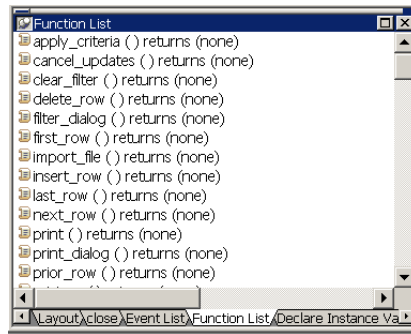 Function List
apply_criteria ( ) returns (none)
cancel_updates ( ) returns (none)
clear_filter ( ) returns (none)
delete_row ( ) returns (none)
filter_dialog ( ) returns (none)
first_row ( ) returns (none)
import_file ( ) returns (none)
insert_row ( ) returns (none)
last_row ( ) returns (none)
next_row ( ) returns (none)
print ( ) returns (none)
print_dialog ( ) returns (none)
prior_row ( ) returns (none)
Layout close Event List Function List Declare Instance Va